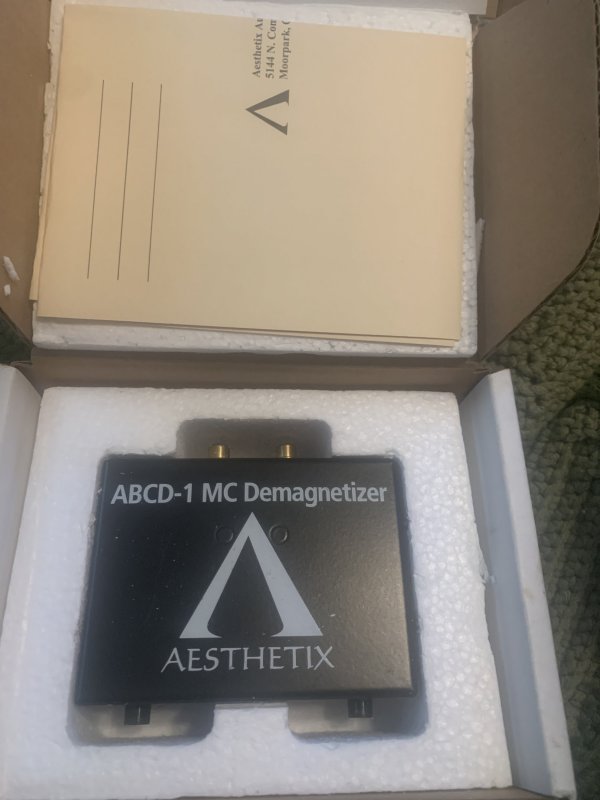 Aesthetix
5144 N.
Moorpark,
ABCD-1 MC Demagnetizer
AESTHETIX